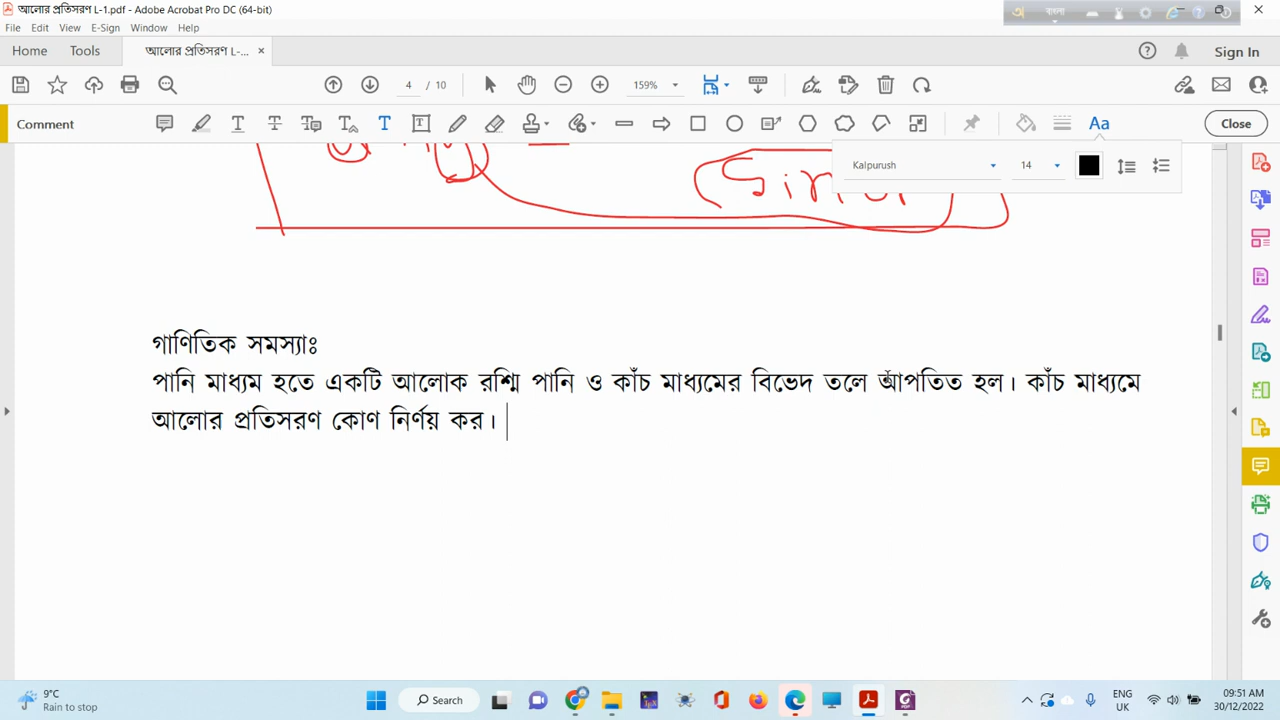 আলোর প্রতিসরণ L-1.pdf - Adobe Acrobat Pro DC (64-bit)
বাংলা
File Edit View E-Sign Window Help
Home Tools আলোর প্রতিসরণ L-... × Sign In
4 / 10 159%
Comment Aa Close
Kalpurush 14
গাণিতিক সমস্যাঃ
পানি মাধ্যম হতে একটি আলোক রশ্মি পানি ও কাঁচ মাধ্যমের বিভেদ তলে আপতিত হল। কাঁচ মাধ্যমে
আলোর প্রতিসরণ কোণ নির্ণয় কর।
9°C
Rain to stop
Search
ENG
UK
09:51 AM
30/12/2022